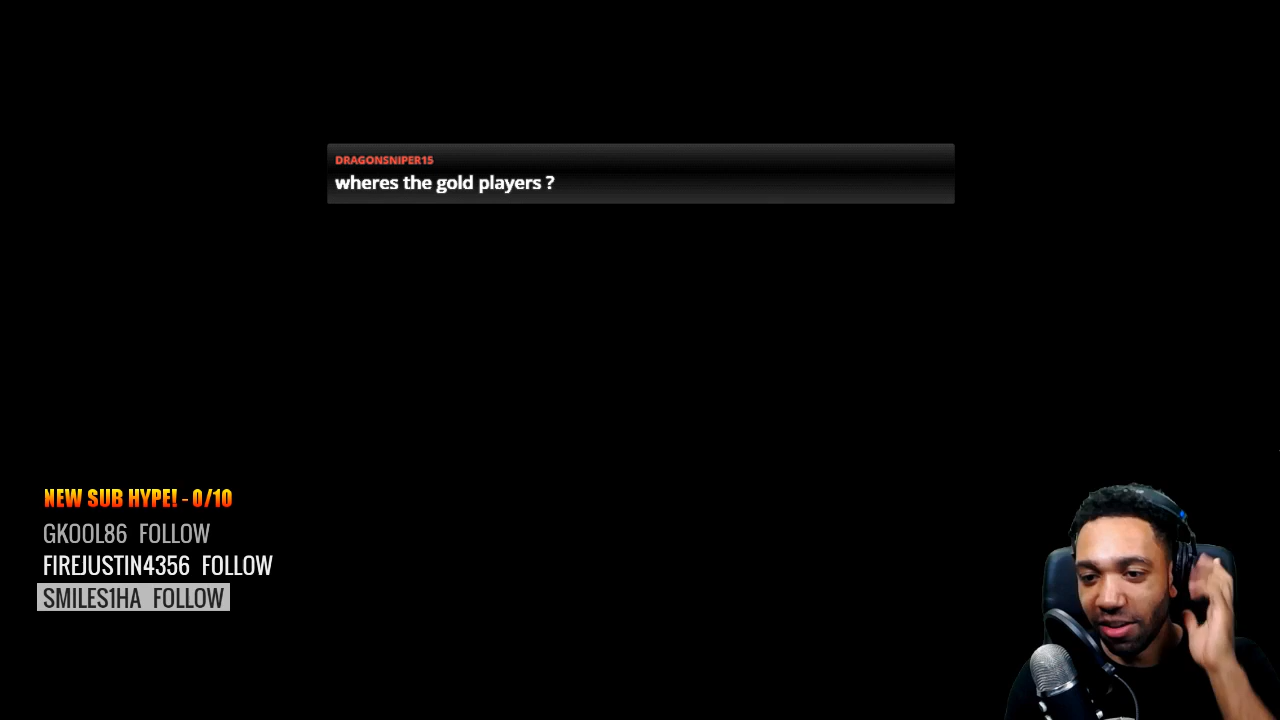 DRAGONSNIPER15
wheres the gold players ?
NEW SUB HYPE! - 0/10
GKOOL86 FOLLOW
FIREJUSTIN4356 FOLLOW
SMILES1HA FOLLOW